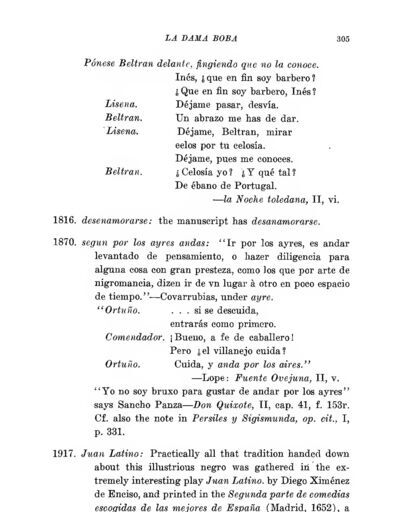 LA DAMA BOBA 305
Pónese Beltran delante, fingiendo que no la conoce.
Inés, ¿que en fin soy barbero?
¿Que en fin soy barbero, Inés?
Lisena. Déjame pasar, desvía.
Beltran. Un abrazo me has de dar.
Lisena. Déjame, Beltran, mirar
celos por tu celosía.
Déjame, pues me conoces.
Beltran. ¿Celosía yo? ¿Y qué tal?
De ébano de Portugal.
—la Noche toledana, II, vi.
1816. desenamorarse: the manuscript has desanamorarse.
1870. segun por los ayres andas: "Ir por los ayres, es andar
levantado de pensamiento, o hazer diligencia para
alguna cosa con gran presteza, como los que por arte de
nigromancia, dizen ir de vn lugar à otro en poco espacio
de tiempo."—Covarrubias, under ayre.
"Ortuño. . . . si se descuida,
entrarás como primero.
Comendador. ¡Bueno, a fe de caballero!
Pero ¿el villanejo cuida?
Ortuño. Cuida, y anda por los aires."
—Lope: Fuente Ovejuna, II, v.
"Yo no soy bruxo para gustar de andar por los ayres"
says Sancho Panza—Don Quixote, II, cap. 41, f. 153r.
Cf. also the note in Persiles y Sigismunda, op. cit., I,
p. 331.
1917. Juan Latino: Practically all that tradition handed down
about this illustrious negro was gathered in the ex-
tremely interesting play Juan Latino. by Diego Ximénez
de Enciso, and printed in the Segunda parte de comedias
escogidas de las mejores de España (Madrid, 1652), a